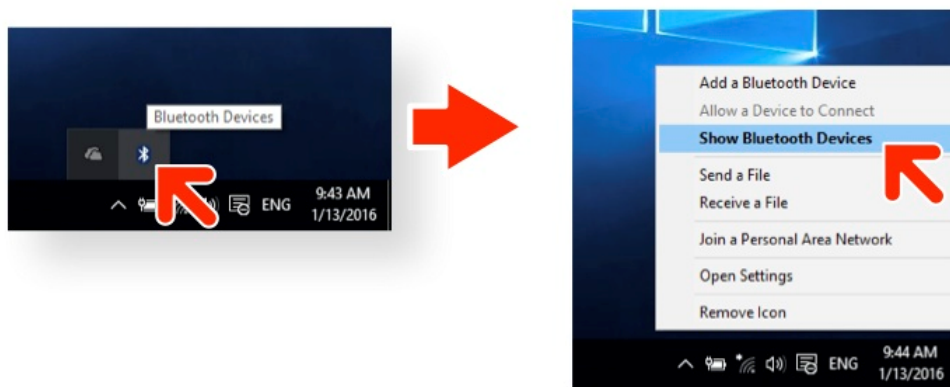 Bluetooth Devices
ENG
9:43 AM
1/13/2016
Add a Bluetooth Device
Allow a Device to Connect
Show Bluetooth Devices
Send a File
Receive a File
Join a Personal Area Network
Open Settings
Remove Icon
ENG
9:44 AM
1/13/2016